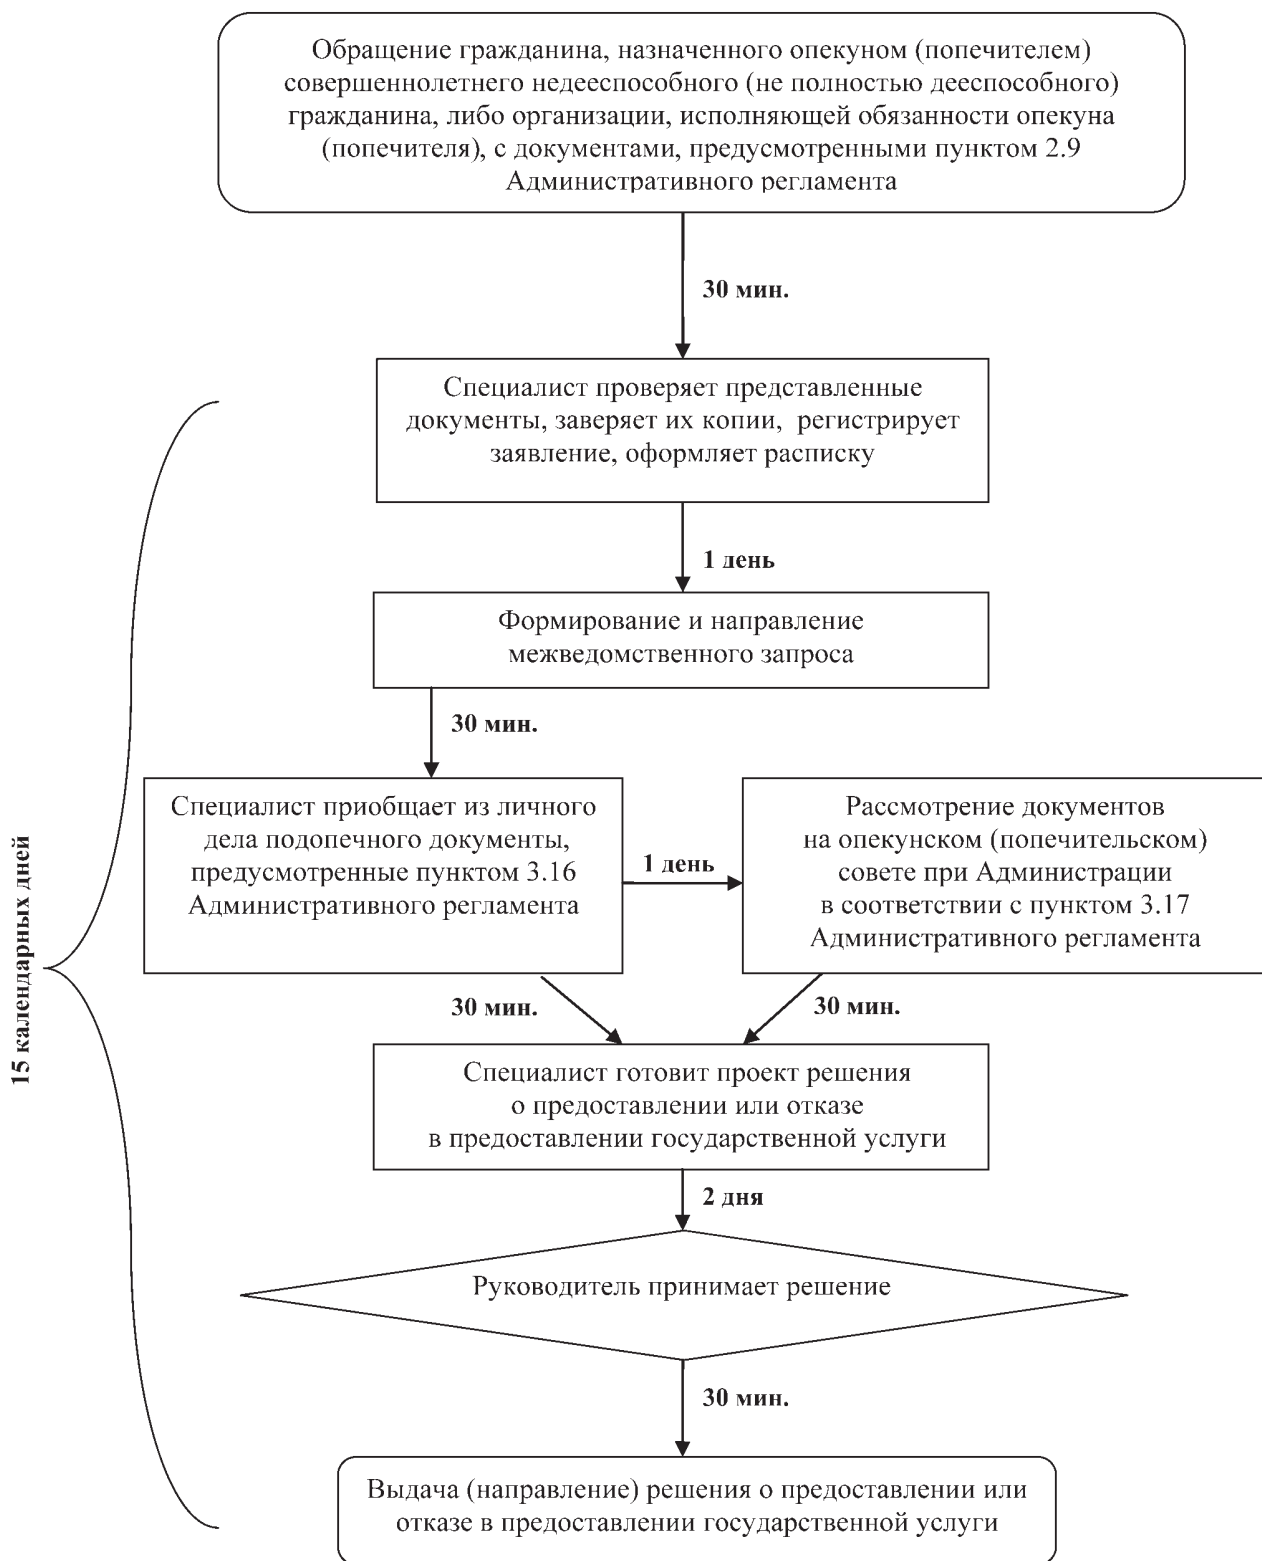 Обращение гражданина, назначенного опекуном (попечителем)
совершеннолетнего недееспособного (не полностью дееспособного)
гражданина, либо организации, исполняющей обязанности опекуна
(попечителя), с документами, предусмотренными пунктом 2.9
Административного регламента
30 мин.
Специалист проверяет представленные
документы, заверяет их копии, регистрирует
заявление, оформляет расписку
1 день
Формирование и направление
межведомственного запроса
30 мин.
Специалист приобщает из личного
дела подопечного документы,
предусмотренные пунктом 3.16
Административного регламента
1 день
Рассмотрение документов
на опекунском (попечительском)
совете при Администрации
в соответствии с пунктом 3.17
Административного регламента
15 календарных дней
30 мин.
30 мин.
Специалист готовит проект решения
о предоставлении или отказе
в предоставлении государственной услуги
2 дня
Руководитель принимает решение
30 мин.
Выдача (направление) решения о предоставлении или
отказе в предоставлении государственной услуги